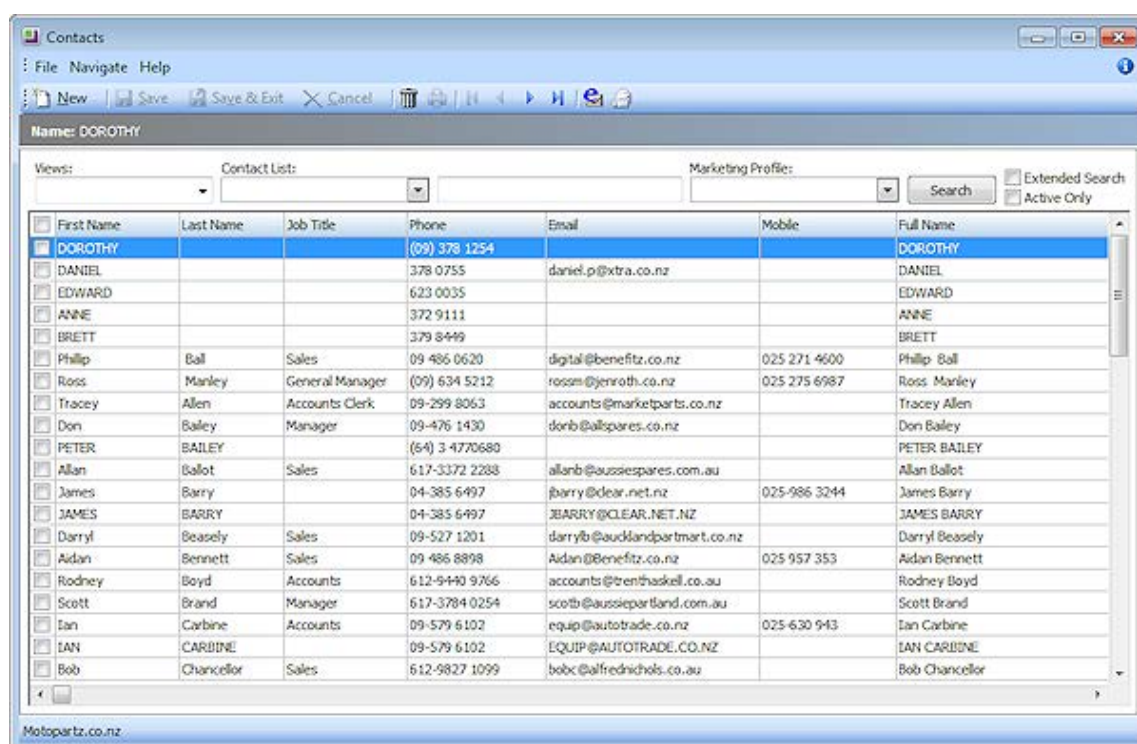 Contacts
File Navigate Help
New Save Save & Exit Cancel
Name: DOROTHY
Views: Contact List: Marketing Profile:
Search Extended Search
Active Only
First Name Last Name Job Title Phone Email Mobile Full Name
DOROTHY (09) 378 1254 DOROTHY
DANIEL 378 0755 daniel.p@xtra.co.nz DANIEL
EDWARD 623 0035 EDWARD
ANNE 372 9111 ANNE
BRETT 379 8449 BRETT
Phillip Ball Sales 09 486 0620 digital@benefitz.co.nz 025 271 4600 Phillip Ball
Ross Manley General Manager (09) 634 5212 rossm@jenroth.co.nz 025 275 6987 Ross Manley
Tracey Allen Accounts Clerk 09-299 8063 accounts@marketparts.co.nz Tracey Allen
Don Bailey Manager 09-476 1430 donb@allspares.co.nz Don Bailey
PETER BAILEY (64) 3 4770680 PETER BAILEY
Allan Ballot Sales 617-3372 2288 allanb@aussiespares.com.au Allan Ballot
James Barry 04-385 6497 jbarry@clear.net.nz 025-986 3244 James Barry
JAMES BARRY 04-385 6497 JBARRY@CLEAR.NET.NZ JAMES BARRY
Darryl Beasely Sales 09-527 1201 darrylb@aucklandpartmart.co.nz Darryl Beasely
Aidan Bennett Sales 09 486 8898 Aidan@Benefitz.co.nz 025 957 353 Aidan Bennett
Rodney Boyd Accounts 612-9440 9766 accounts@trenthaskell.co.au Rodney Boyd
Scott Brand Manager 617-3784 0254 scotb@aussiepartland.com.au Scott Brand
Ian Carbine Accounts 09-579 6102 equip@autotrade.co.nz 025-630 943 Ian Carbine
IAN CARBINE 09-579 6102 EQUIP@AUTOTRADE.CO.NZ IAN CARBINE
Bob Chancellor Sales 612-9827 1099 bobc@alfrednichols.co.au Bob Chancellor
Motopartz.co.nz